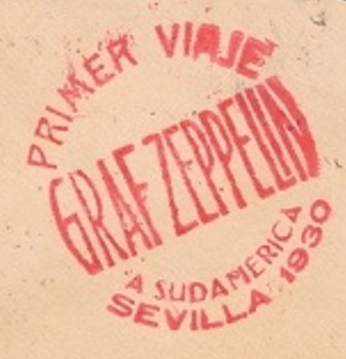 PRIMER VIAJE
GRAF ZEPPELIN
A SUDAMERICA
SEVILLA 1930